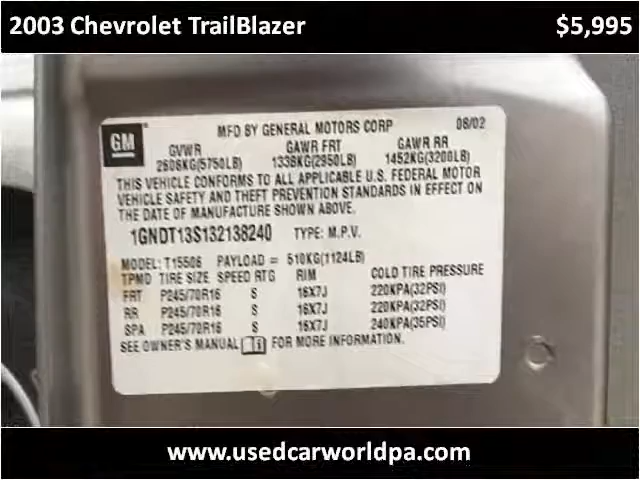 2003 Chevrolet TrailBlazer $5,995
GM MFD BY GENERAL MOTORS CORP 08/02
GVWR GAWR FRT GAWR RR
2608KG(5750LB) 1338KG(2950LB) 1452KG(3200LB)
THIS VEHICLE CONFORMS TO ALL APPLICABLE U.S. FEDERAL MOTOR
VEHICLE SAFETY AND THEFT PREVENTION STANDARDS IN EFFECT ON
THE DATE OF MANUFACTURE SHOWN ABOVE.
1GNDT13S132138240 TYPE: M.P.V.
MODEL: T15506 PAYLOAD = 510KG(1124LB)
TPMD TIRE SIZE SPEED RTG RIM COLD TIRE PRESSURE
FRT P245/70R16 S 16X7J 220KPA(32PSI)
RR P245/70R16 S 16X7J 220KPA(32PSI)
SPA P245/70R16 S 16X7J 240KPA(35PSI)
SEE OWNER'S MANUAL i FOR MORE INFORMATION.
www.usedcarworldpa.com